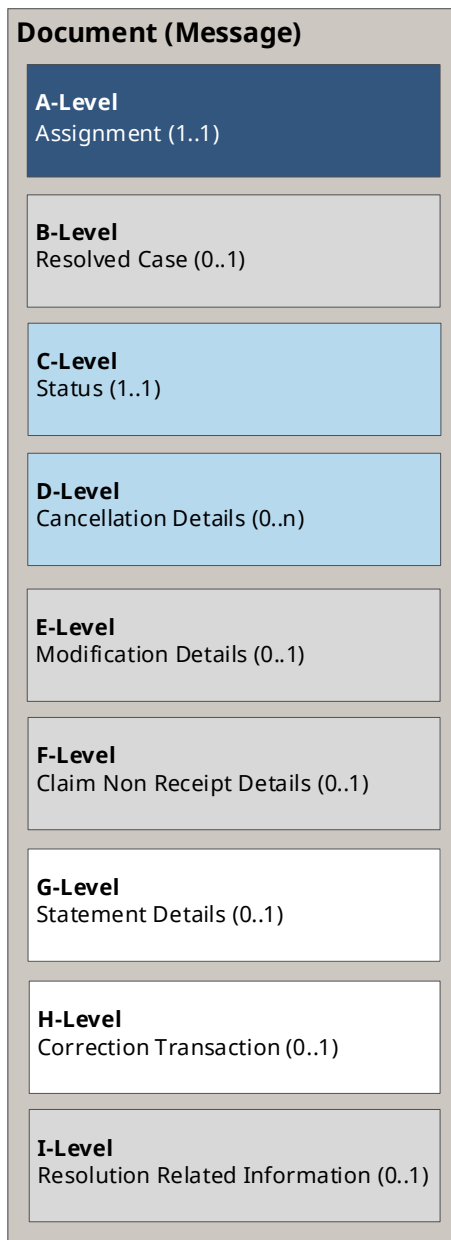 Document (Message)
A-Level
Assignment (1..1)
B-Level
Resolved Case (0..1)
C-Level
Status (1..1)
D-Level
Cancellation Details (0..n)
E-Level
Modification Details (0..1)
F-Level
Claim Non Receipt Details (0..1)
G-Level
Statement Details (0..1)
H-Level
Correction Transaction (0..1)
I-Level
Resolution Related Information (0..1)